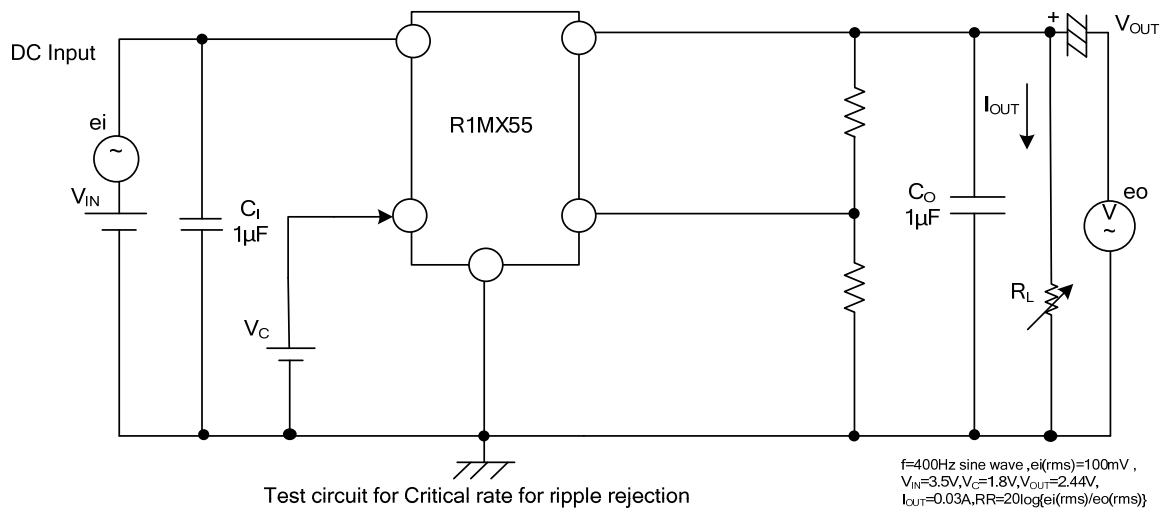 DC Input
ei
~
VIN
CI
1µF
VC
R1MX55
+
VOUT
IOUT
CO
1µF
RL
eo
V
~
Test circuit for Critical rate for ripple rejection
f=400Hz sine wave ,ei(rms)=100mV ,
VIN=3.5V,VC=1.8V,VOUT=2.44V,
IOUT=0.03A,RR=20log{ei(rms)/eo(rms)}